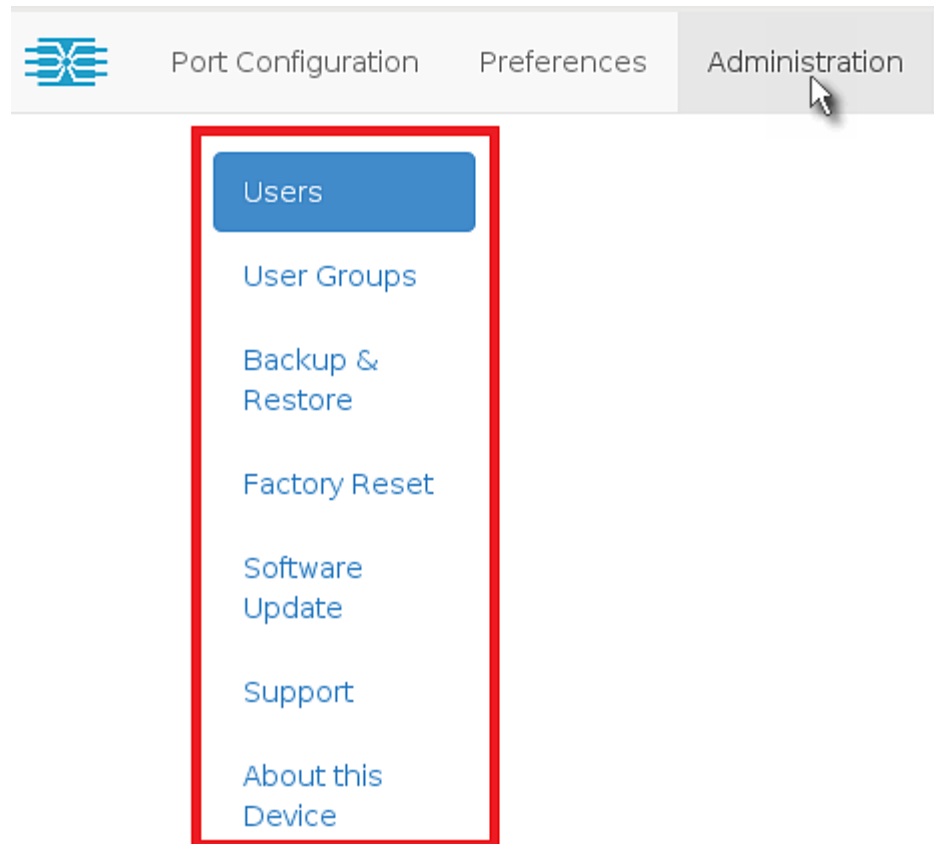 Port Configuration Preferences Administration
Users
User Groups
Backup &
Restore
Factory Reset
Software
Update
Support
About this
Device